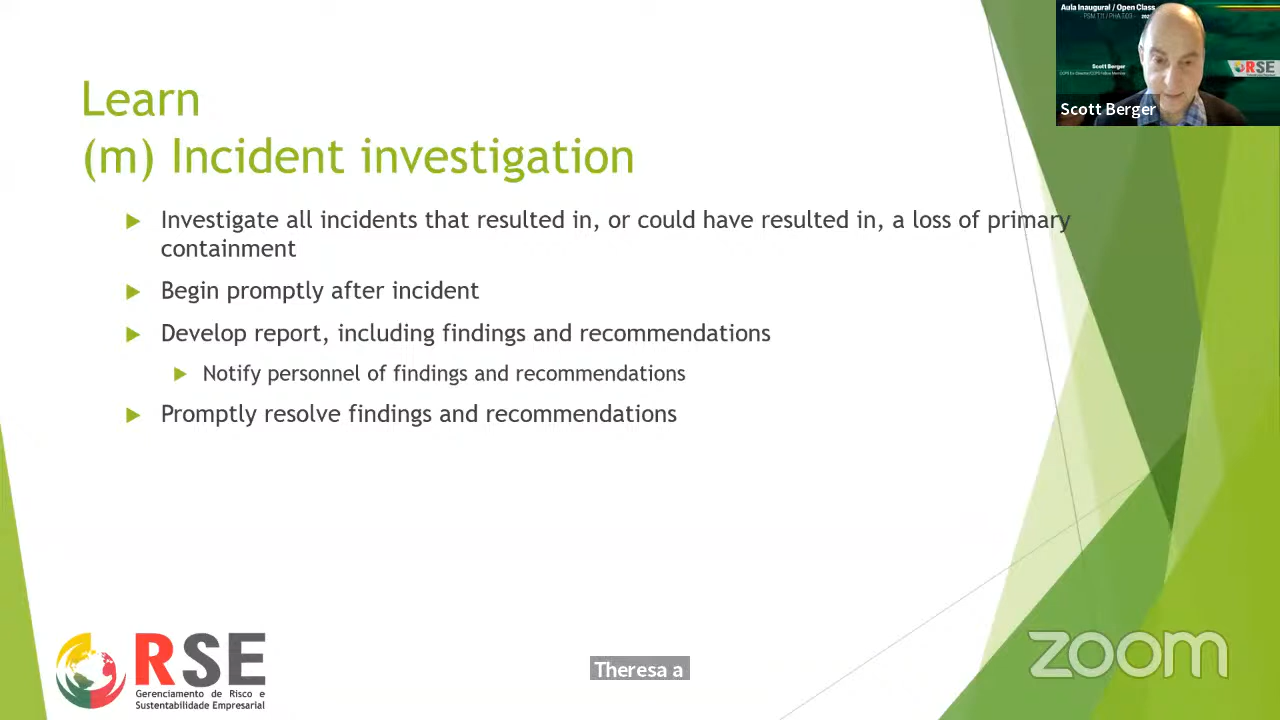 Learn
(m) Incident investigation
Investigate all incidents that resulted in, or could have resulted in, a loss of primary
containment
Begin promptly after incident
Develop report, including findings and recommendations
Notify personnel of findings and recommendations
Promptly resolve findings and recommendations
Aula Inaugural / Open Class
Scott Berger
RSE
Scott Berger
RSE
Gerenciamento de Risco e
Sustentabilidade Empresarial
Theresa a
zoom